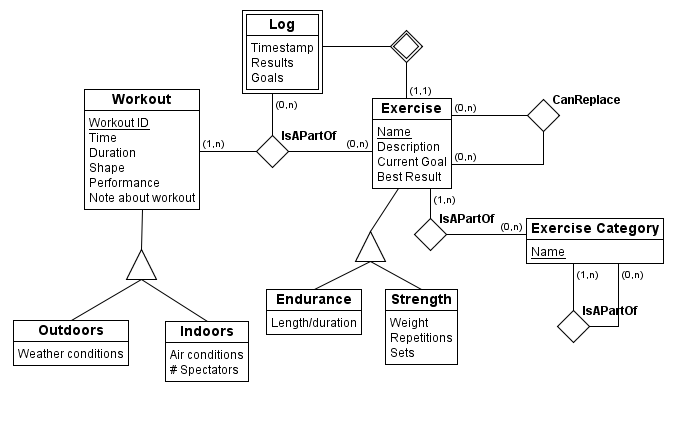 Log
Timestamp
Results
Goals
(1,1)
Workout
Workout ID
Time
Duration
Shape
Performance
Note about workout
(1,n)
(0,n)
IsAPartOf
(0,n)
Exercise
Name
Description
Current Goal
Best Result
(0,n)
CanReplace
(0,n)
(1,n)
IsAPartOf
(0,n)
Exercise Category
Name
(1,n)
(0,n)
IsAPartOf
Endurance
Length/duration
Strength
Weight
Repetitions
Sets
Outdoors
Weather conditions
Indoors
Air conditions
# Spectators